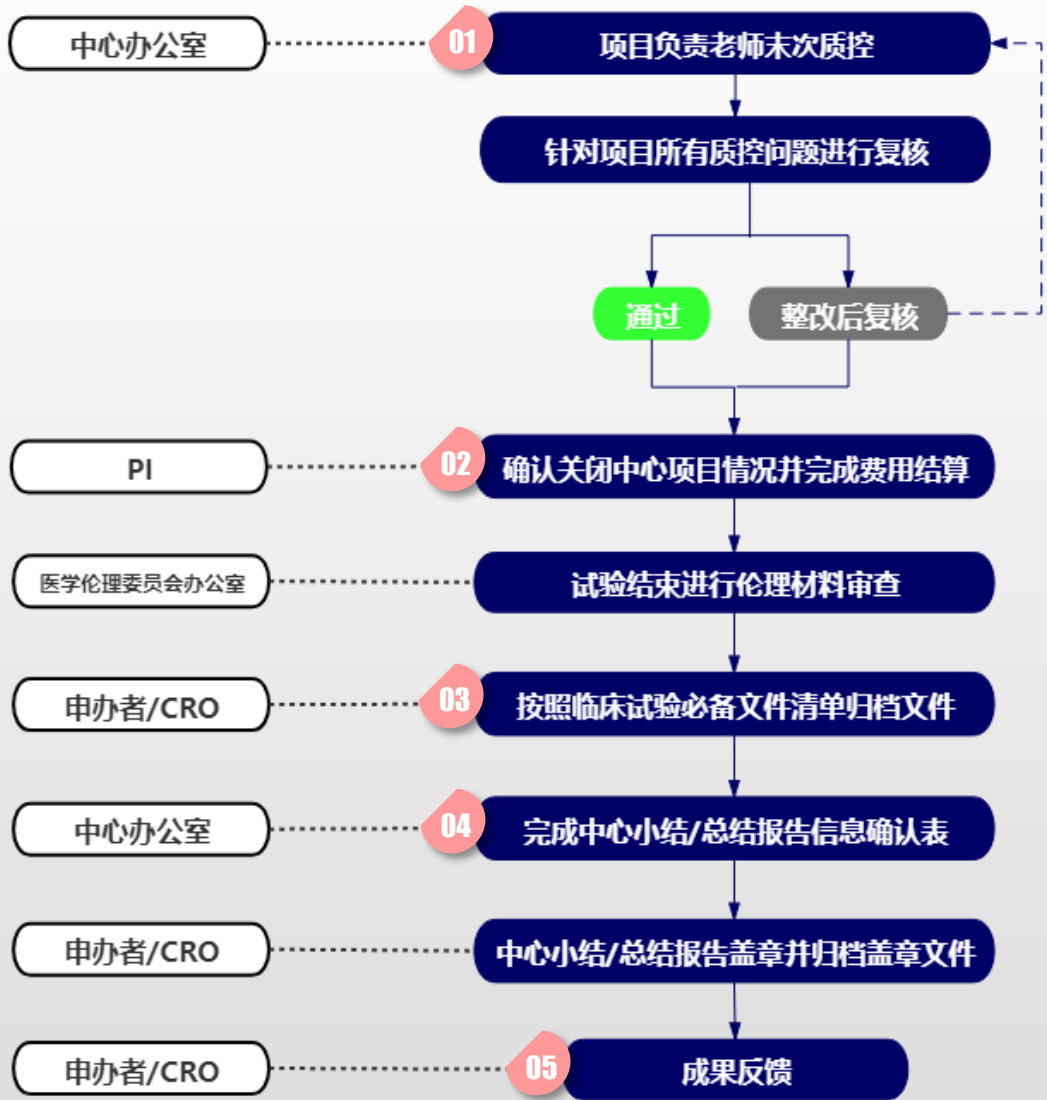 中心办公室
01
项目负责老师末次质控
针对项目所有质控问题进行复核
通过
整改后复核
PI
02
确认关闭中心项目情况并完成费用结算
医学伦理委员会办公室
试验结束进行伦理材料审查
申办者/CRO
03
按照临床试验必备文件清单归档文件
中心办公室
04
完成中心小结/总结报告信息确认表
申办者/CRO
中心小结/总结报告盖章并归档盖章文件
申办者/CRO
05
成果反馈